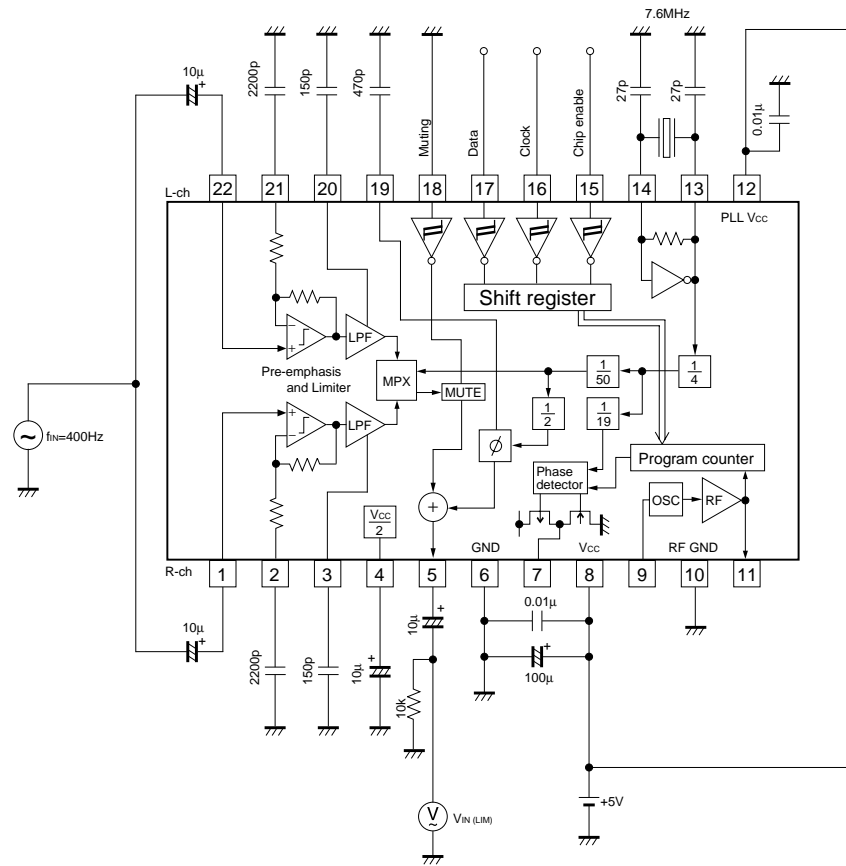 7.6MHz
10μ
+
2200p
150p
470p
Muting
Data
Clock
Chip enable
27p
27p
0.01μ
L-ch
22
21
20
19
18
17
16
15
14
13
12
PLL VCC
Shift register
−
+
LPF
Pre-emphasis
and Limiter
MPX
MUTE
1
50
1
4
1
2
1
19
+
−
LPF
ϕ
Phase
detector
Program counter
fIN=400Hz
~
VCC
2
+
OSC
RF
GND
VCC
RF GND
R-ch
1
2
3
4
5
6
7
8
9
10
11
10μ
+
2200p
150p
10μ
+
10μ
+
10k
0.01μ
+
100μ
+5V
V
~
VIN (LIM)